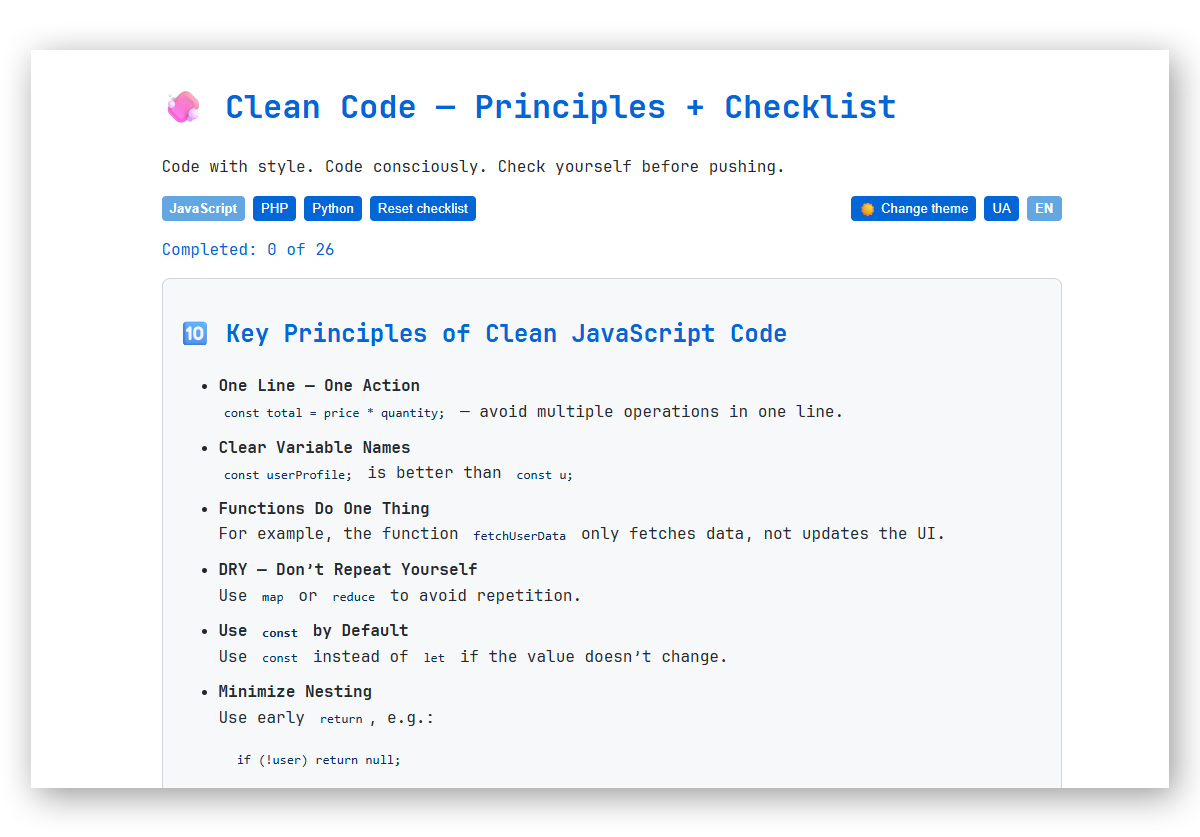 🧼 Clean Code — Principles + Checklist
Code with style. Code consciously. Check yourself before pushing.
JavaScript PHP Python Reset checklist Change theme UA EN
Completed: 0 of 26
🔟 Key Principles of Clean JavaScript Code
• One Line — One Action
const total = price * quantity; — avoid multiple operations in one line.
• Clear Variable Names
const userProfile; is better than const u;
• Functions Do One Thing
For example, the function fetchUserData only fetches data, not updates the UI.
• DRY — Don’t Repeat Yourself
Use map or reduce to avoid repetition.
• Use const by Default
Use const instead of let if the value doesn’t change.
• Minimize Nesting
Use early return, e.g.:
if (!user) return null;